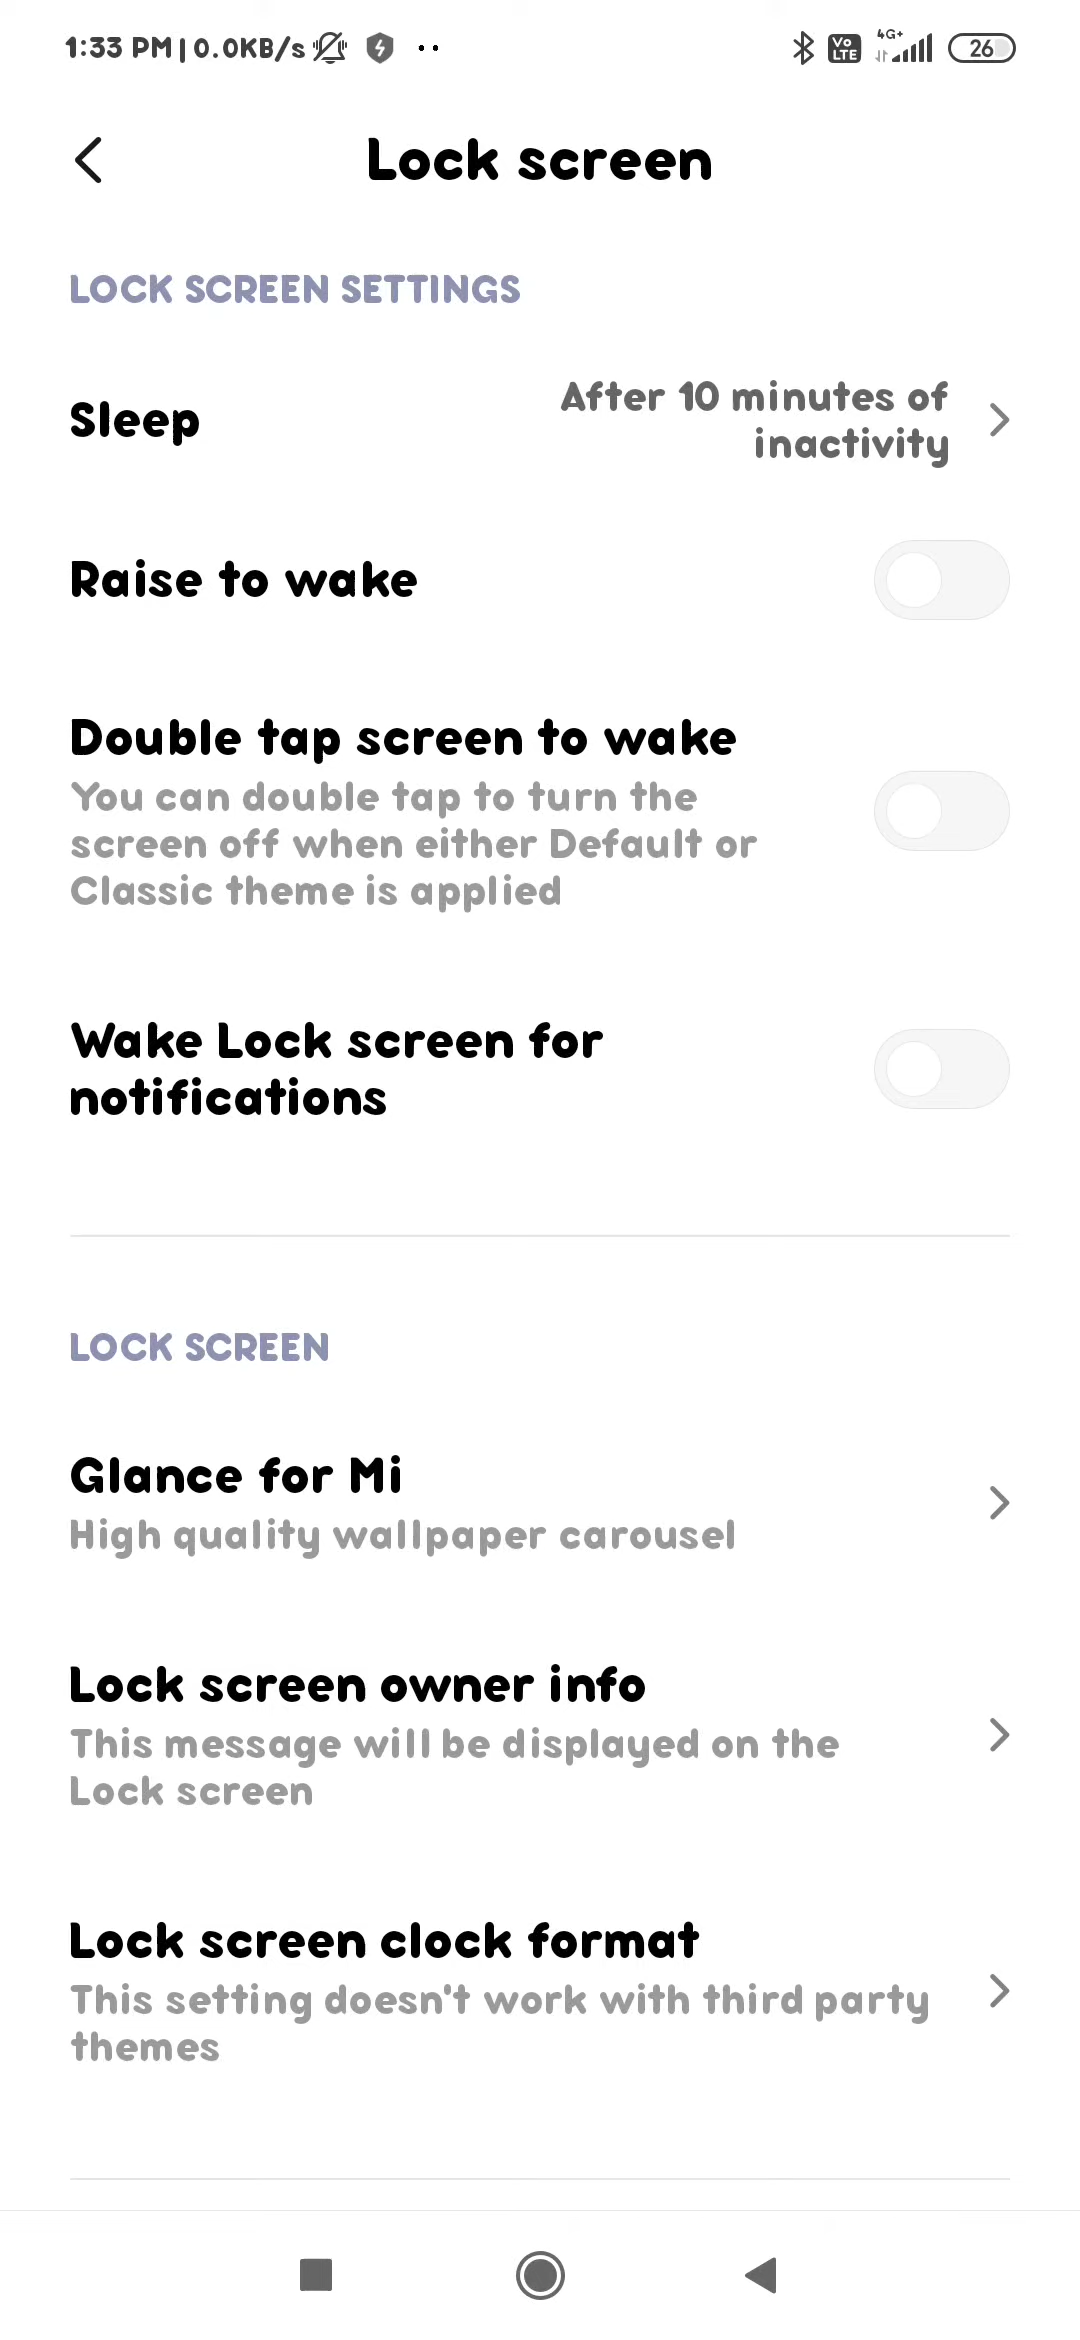 1:33 PM | 0.0KB/s
Vo LTE
4G+
26
Lock screen
LOCK SCREEN SETTINGS
Sleep
After 10 minutes of
inactivity
Raise to wake
Double tap screen to wake
You can double tap to turn the
screen off when either Default or
Classic theme is applied
Wake Lock screen for
notifications
LOCK SCREEN
Glance for Mi
High quality wallpaper carousel
Lock screen owner info
This message will be displayed on the
Lock screen
Lock screen clock format
This setting doesn't work with third party
themes